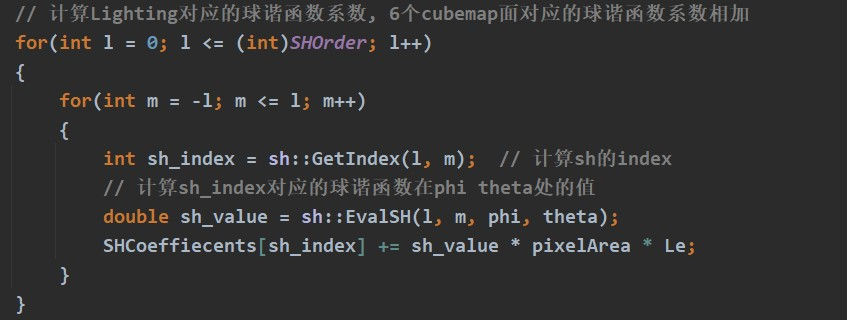 // 计算Lighting对应的球谐函数系数, 6个cubemap面对应的球谐函数系数相加
for(int l = 0; l <= (int)SHOrder; l++)
{
    for(int m = -l; m <= l; m++)
    {
        int sh_index = sh::GetIndex(l, m);  // 计算sh的index
        // 计算sh_index对应的球谐函数在phi theta处的值
        double sh_value = sh::EvalSH(l, m, phi, theta);
        SHCoeffiecents[sh_index] += sh_value * pixelArea * Le;
    }
}